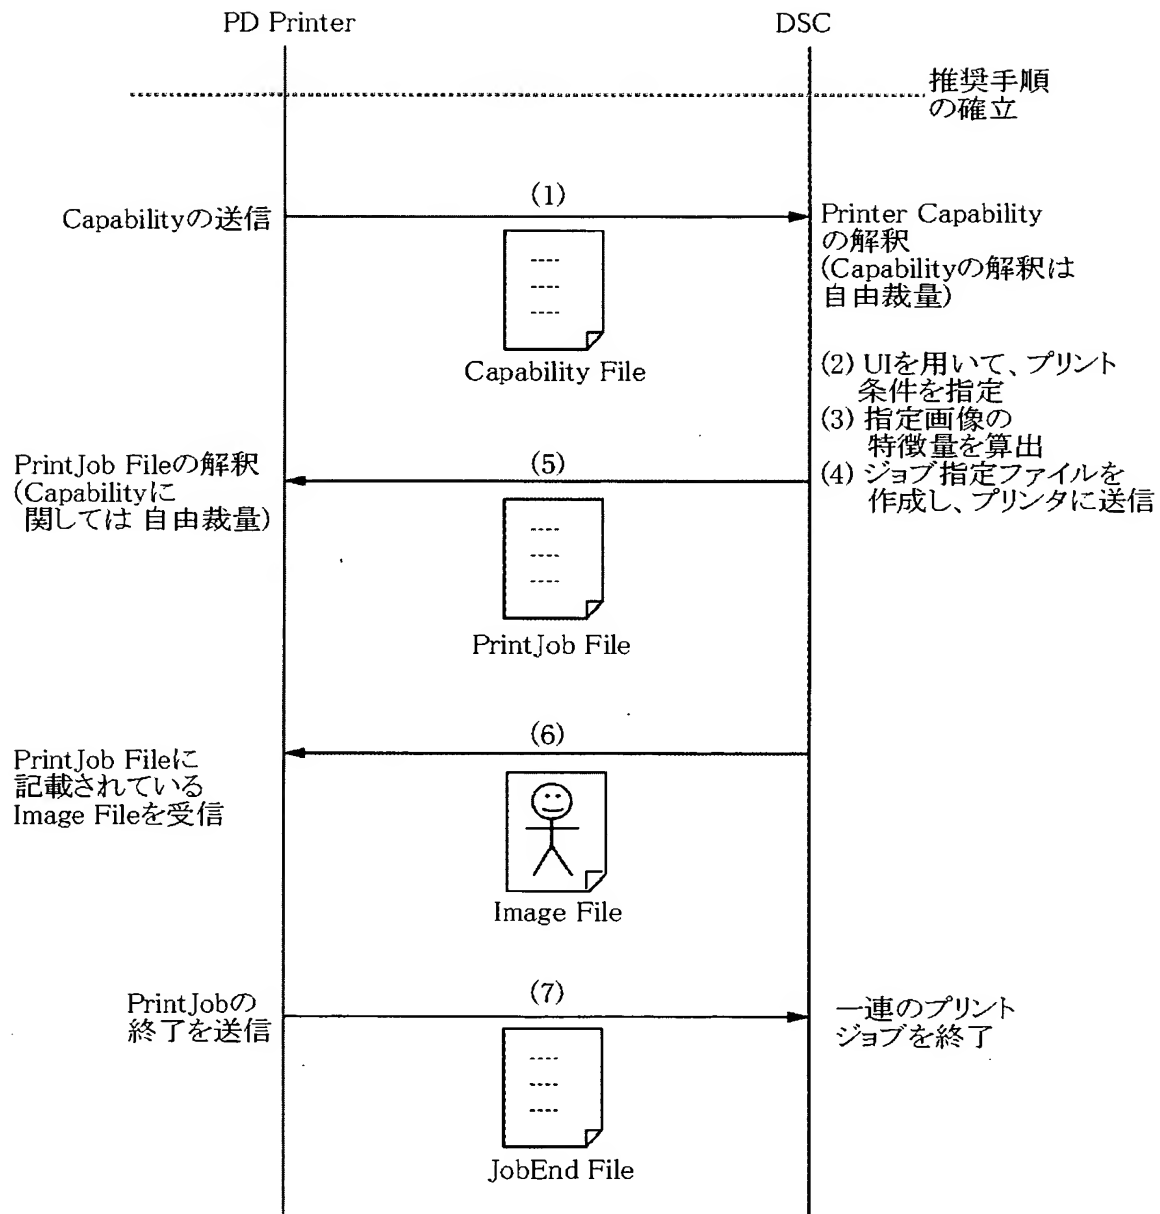 PD Printer
DSC
推奨手順
の確立
(1)
Capabilityの送信
Printer Capability
の解釈
(Capabilityの解釈は
自由裁量)
Capability File
(2) UIを用いて、プリント
条件を指定
(3) 指定画像の
特徴量を算出
(4) ジョブ指定ファイルを
作成し、プリンタに送信
PrintJob Fileの解釈
(Capabilityに
関しては 自由裁量)
(5)
PrintJob File
(6)
PrintJob Fileに
記載されている
Image Fileを受信
Image File
(7)
PrintJobの
終了を送信
一連のプリント
ジョブを終了
JobEnd File